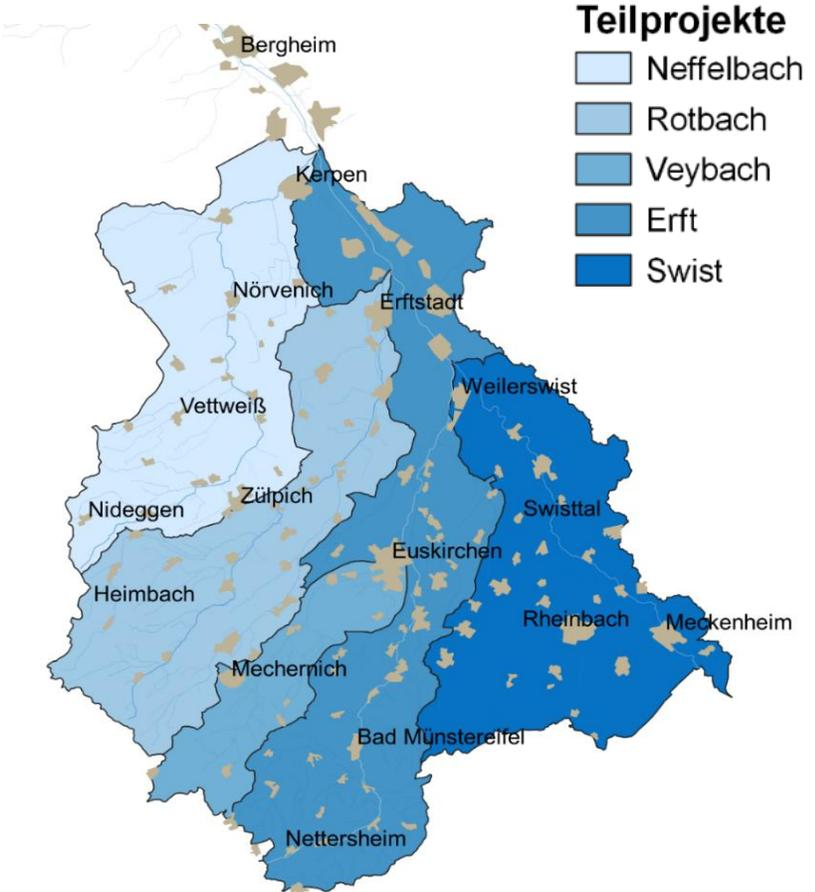 Teilprojekte
Neffelbach
Rotbach
Veybach
Erft
Swist
Bergheim
Kerpen
Nörvenich
Erftstadt
Weilerswist
Vettweiß
Zülpich
Nideggen
Swisttal
Euskirchen
Heimbach
Rheinbach
Meckenheim
Mechernich
Bad Münstereifel
Nettersheim